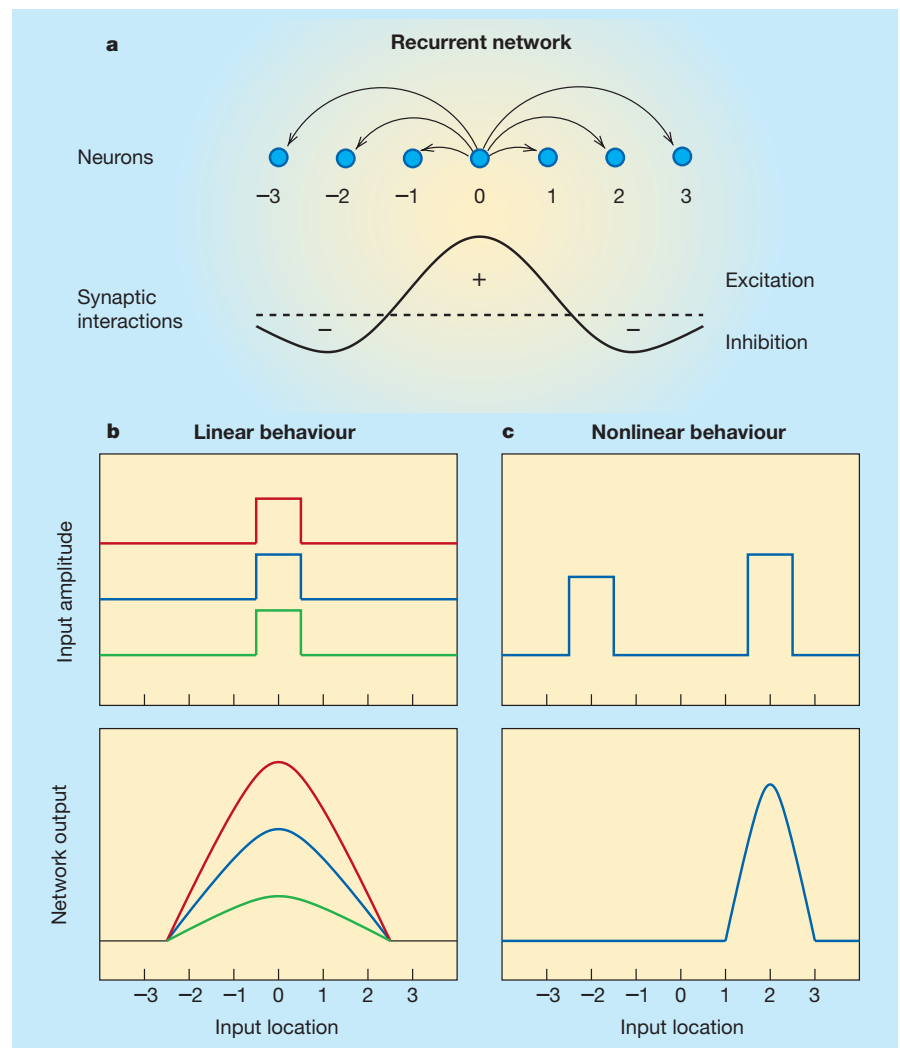 a Recurrent network
Neurons
–3 –2 –1 0 1 2 3
Synaptic
interactions
+
– –
Excitation
Inhibition
b Linear behaviour
c Nonlinear behaviour
Input amplitude
Network output
–3 –2 –1 0 1 2 3
Input location
–3 –2 –1 0 1 2 3
Input location